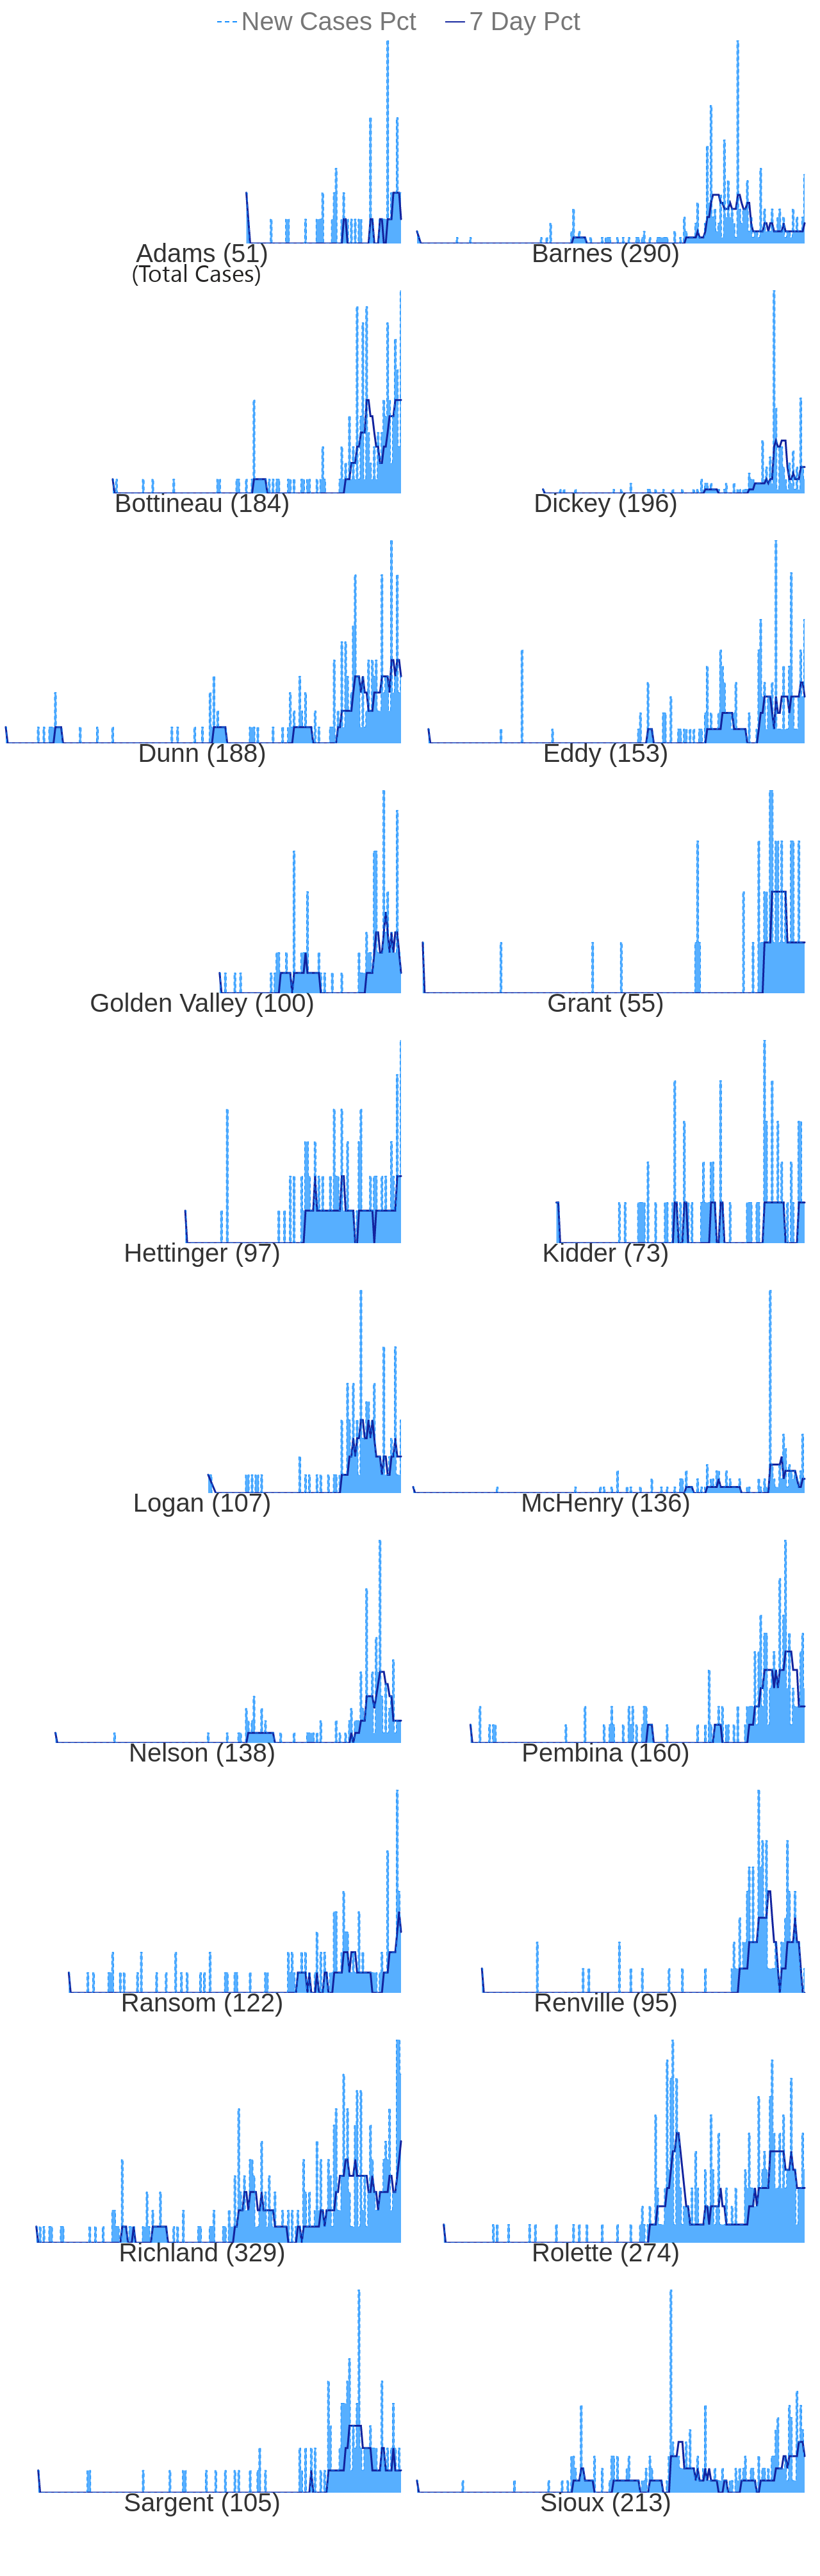 New Cases Pct 7 Day Pct
Adams (51) Barnes (290)
(Total Cases)
Bottineau (184) Dickey (196)
Dunn (188) Eddy (153)
Golden Valley (100) Grant (55)
Hettinger (97) Kidder (73)
Logan (107) McHenry (136)
Nelson (138) Pembina (160)
Ransom (122) Renville (95)
Richland (329) Rolette (274)
Sargent (105) Sioux (213)